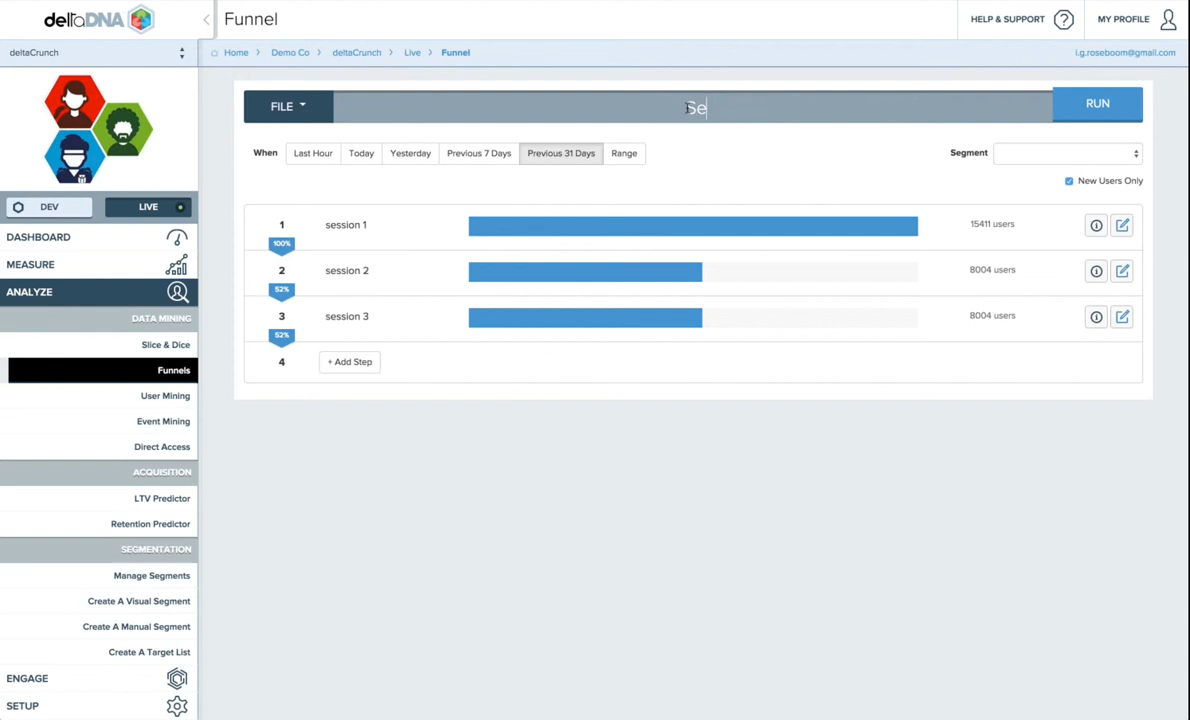 deltaDNA
Funnel
HELP & SUPPORT
MY PROFILE
deltaCrunch
Home > Demo Co > deltaCrunch > Live > Funnel
i.g.roseboom@gmail.com
FILE
Se
RUN
When
Last Hour
Today
Yesterday
Previous 7 Days
Previous 31 Days
Range
Segment
New Users Only
1 session 1 15411 users
100%
2 session 2 8004 users
52%
3 session 3 8004 users
52%
4 + Add Step
DEV
LIVE
DASHBOARD
MEASURE
ANALYZE
DATA MINING
Slice & Dice
Funnels
User Mining
Event Mining
Direct Access
ACQUISITION
LTV Predictor
Retention Predictor
SEGMENTATION
Manage Segments
Create A Visual Segment
Create A Manual Segment
Create A Target List
ENGAGE
SETUP